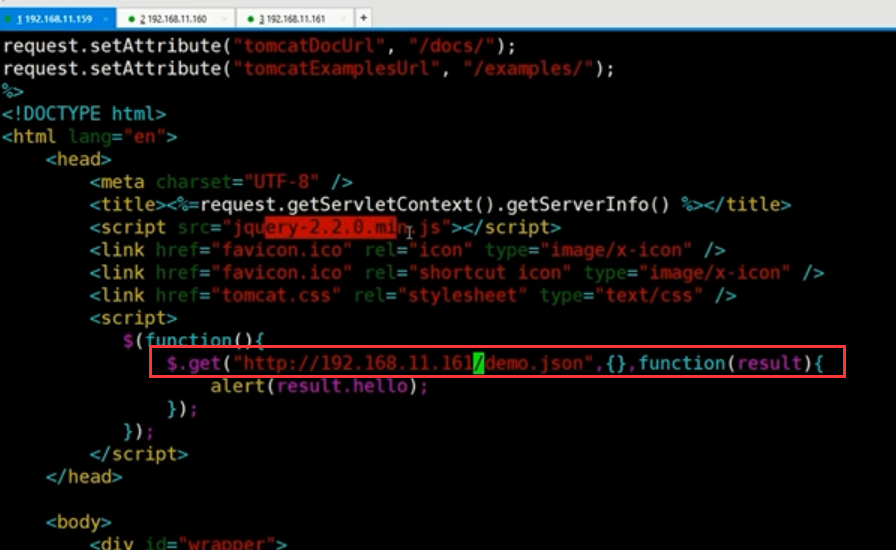 1 192.168.11.159 × 2 192.168.11.160 × 3 192.168.11.161 × +
request.setAttribute("tomcatDocUrl", "/docs/");
request.setAttribute("tomcatExamplesUrl", "/examples/");
%>
<!DOCTYPE html>
<html lang="en">
<head>
<meta charset="UTF-8" />
<title><%=request.getServletContext().getServerInfo() %></title>
<script src="jquery-2.2.0.min.js"></script>
<link href="favicon.ico" rel="icon" type="image/x-icon" />
<link href="favicon.ico" rel="shortcut icon" type="image/x-icon" />
<link href="tomcat.css" rel="stylesheet" type="text/css" />
<script>
$(function(){
$.get("http://192.168.11.161/demo.json",{},function(result){
alert(result.hello);
});
});
</script>
</head>
<body>
<div id="wrapper">